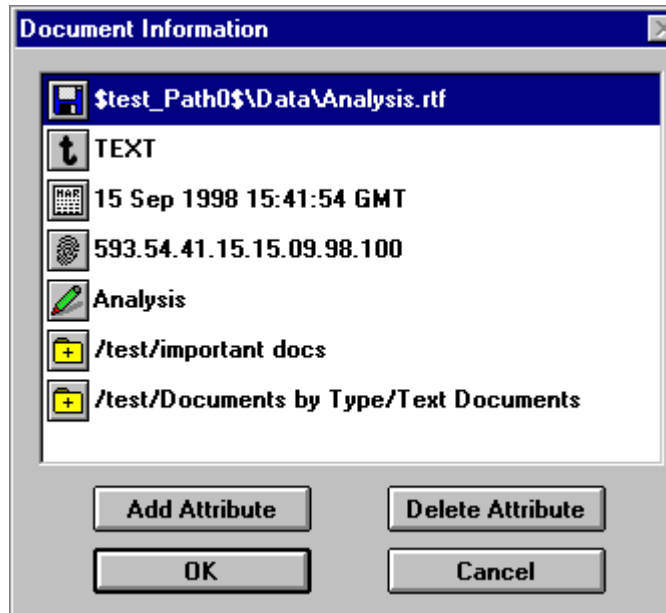 Document Information
$test_Path0$\Data\Analysis.rtf
t TEXT
MAR 15 Sep 1998 15:41:54 GMT
593.54.41.15.15.09.98.100
Analysis
/test/important docs
/test/Documents by Type/Text Documents
Add Attribute Delete Attribute
OK Cancel